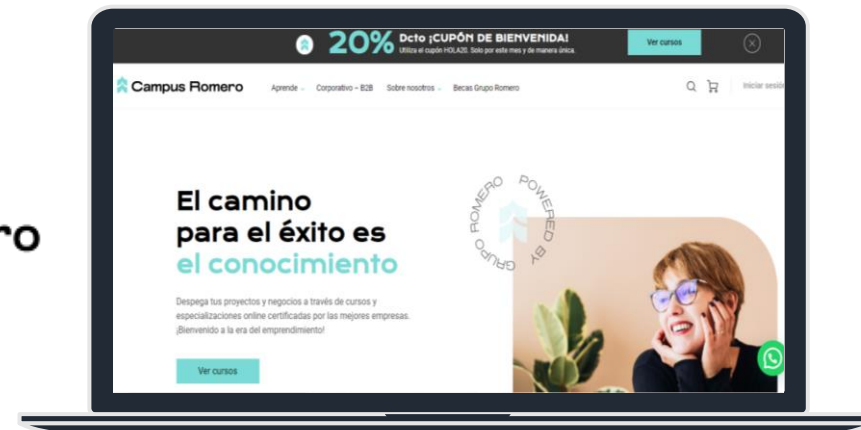 ro
20% Dcto ¡CUPÓN DE BIENVENIDA!
Utiliza el cupón HOLA20. Solo por este mes y de manera única.
Ver cursos
Campus Romero
Aprende
Corporativo - B2B
Sobre nosotros
Becas Grupo Romero
Iniciar sesión
POWERED BY GRUPO ROMERO
El camino
para el éxito es
el conocimiento
Despega tus proyectos y negocios a través de cursos y
especializaciones online certificadas por las mejores empresas.
¡Bienvenido a la era del emprendimiento!
Ver cursos